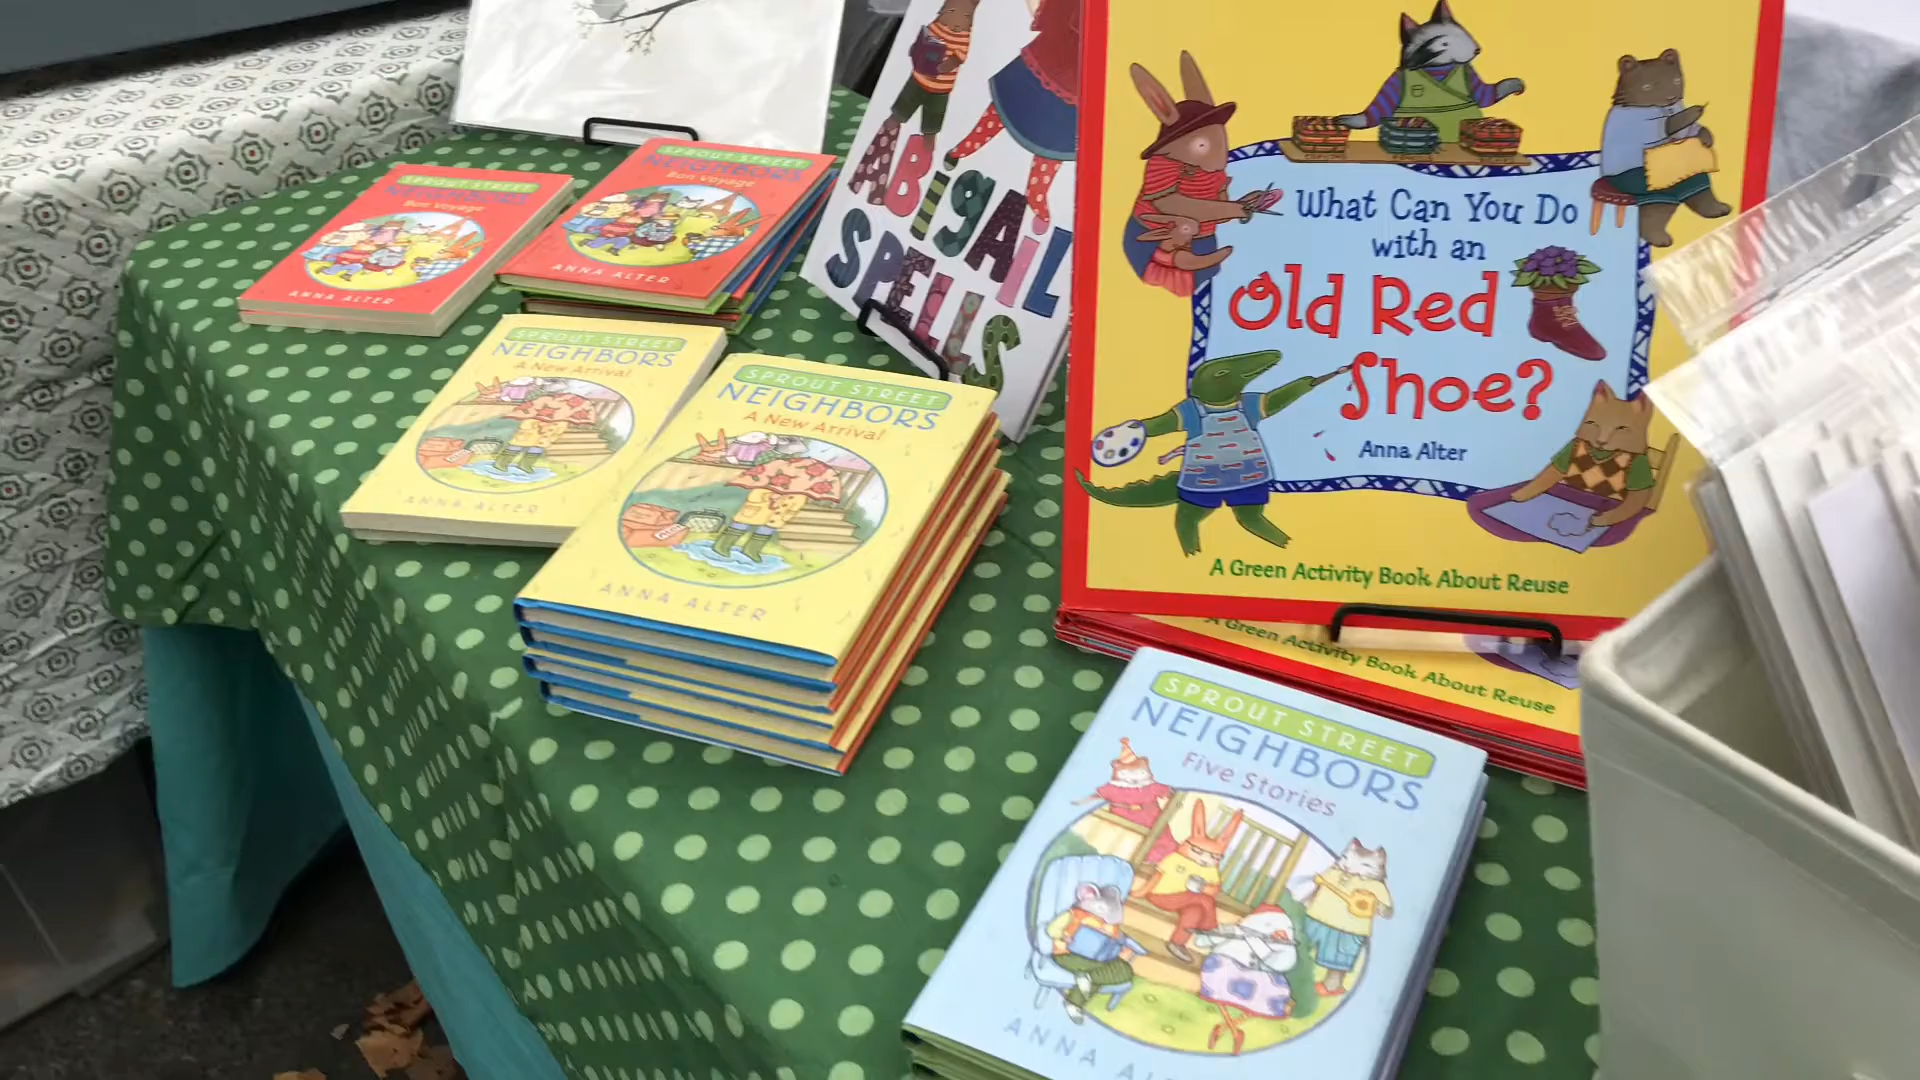 SPROUT STREET
NEIGHBORS
Bon Voyage
ANNA ALTER
SPROUT STREET
NEIGHBORS
Bon Voyage
ANNA ALTER
SPROUT STREET
NEIGHBORS
A New Arrival
ANNA ALTER
SPROUT STREET
NEIGHBORS
A New Arrival
ANNA ALTER
ABIGAIL
SPELLS
What Can You Do
with an
Old Red
Shoe?
Anna Alter
A Green Activity Book About Reuse
A Green Activity Book About Reuse
SPROUT STREET
NEIGHBORS
Five Stories
ANNA